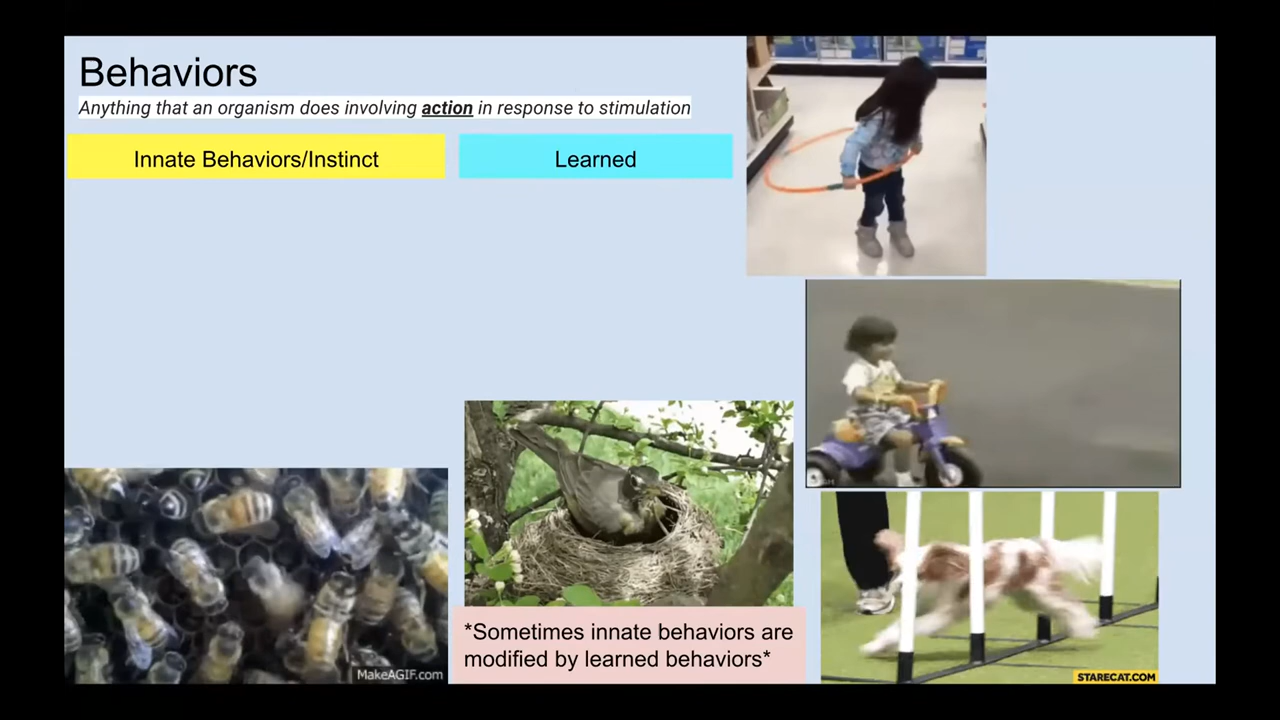 Behaviors
Anything that an organism does involving action in response to stimulation
Innate Behaviors/Instinct
Learned
*Sometimes innate behaviors are
modified by learned behaviors*
MakeAGIF.com
STARECAT.COM